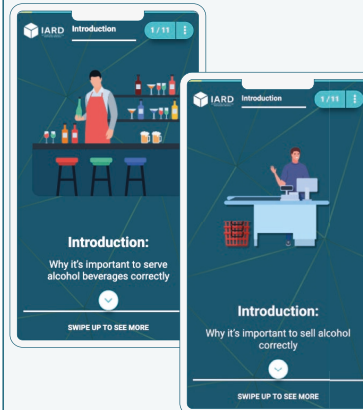 IARD Introduction 1/11
Introduction:
Why it's important to serve
alcohol beverages correctly
SWIPE UP TO SEE MORE
IARD Introduction 1/11
Introduction:
Why it's important to sell alcohol
correctly
SWIPE UP TO SEE MORE